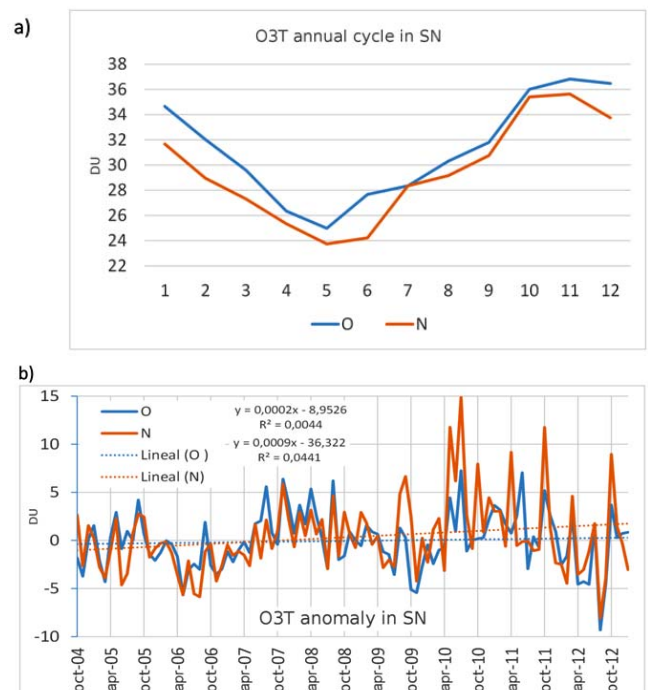 a)
O3T annual cycle in SN
38
36
34
32
30
28
26
24
22
DU
1 2 3 4 5 6 7 8 9 10 11 12
O N
b)
15
10
5
0
-5
-10
DU
O
N
Lineal (O )
Lineal (N)
y = 0,0002x - 8,9526
R² = 0,0044
y = 0,0009x - 36,322
R² = 0,0441
O3T anomaly in SN
oct-04 apr-05 oct-05 apr-06 oct-06 apr-07 oct-07 apr-08 oct-08 apr-09 oct-09 apr-10 oct-10 apr-11 oct-11 apr-12 oct-12